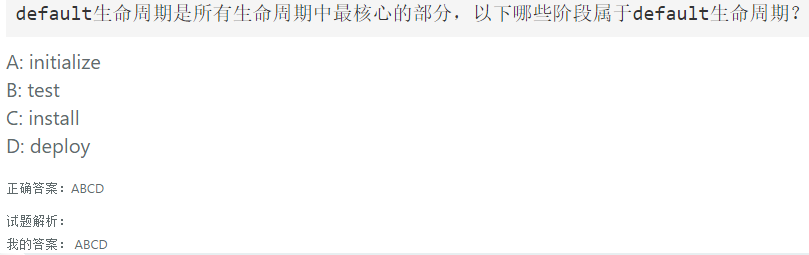 default生命周期是所有生命周期中最核心的部分，以下哪些阶段属于default生命周期？
A: initialize
B: test
C: install
D: deploy
正确答案：ABCD
试题解析：
我的答案：ABCD